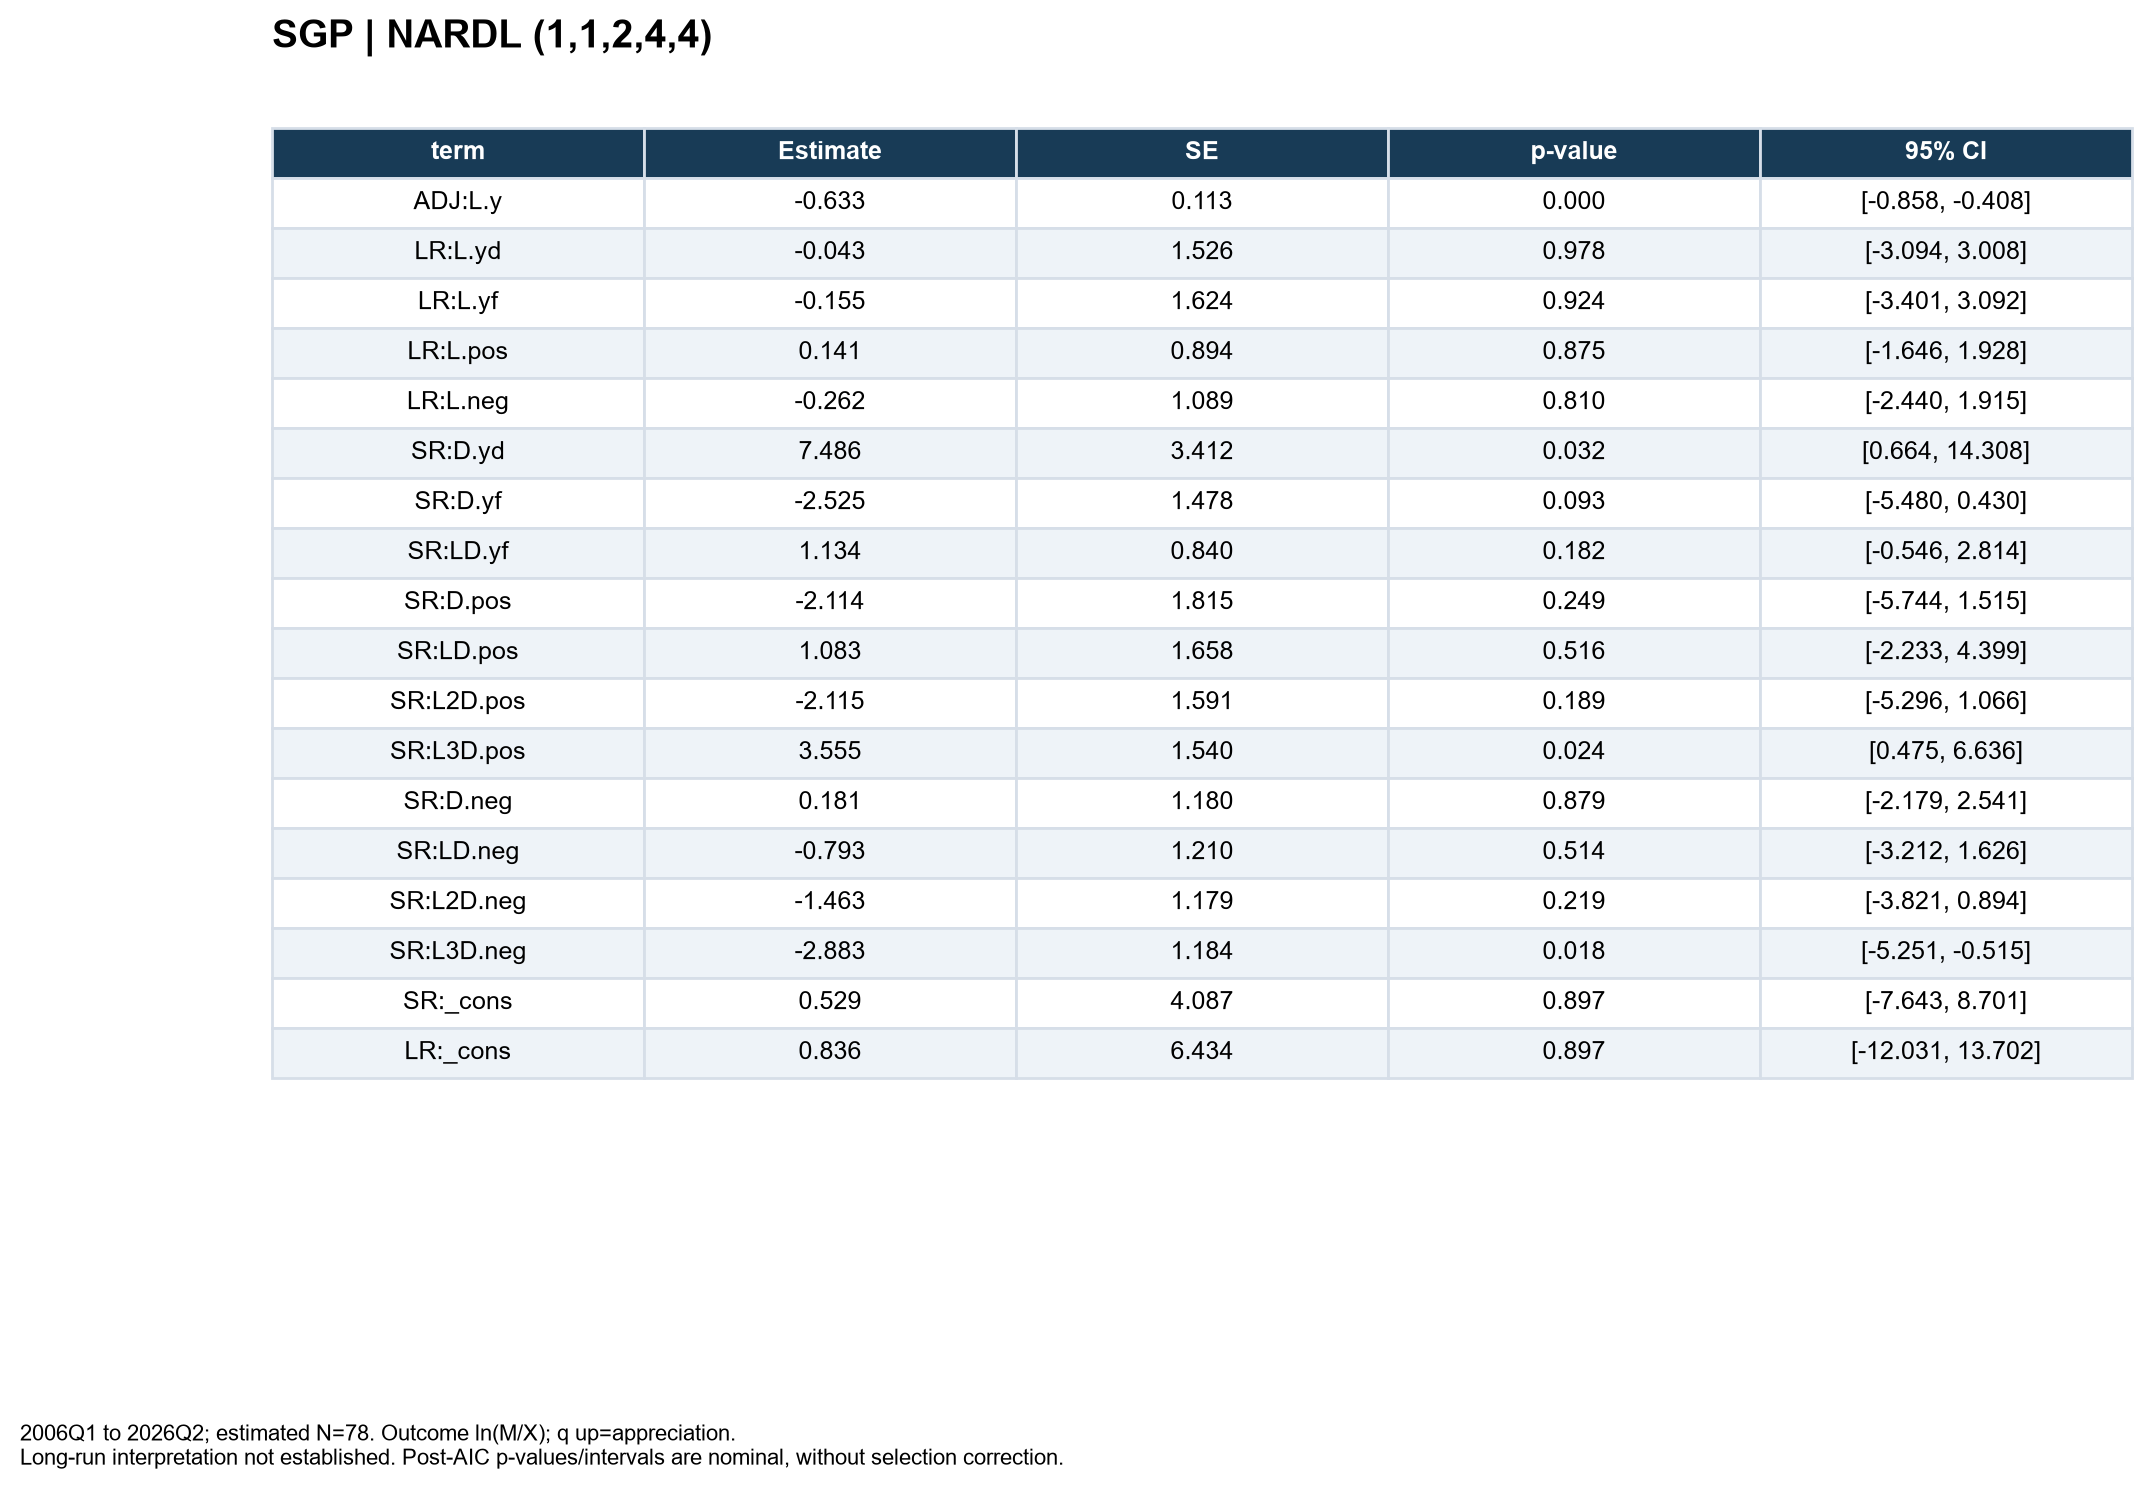 SGP | NARDL (1,1,2,4,4)
term Estimate SE p-value 95% CI
ADJ:L.y -0.633 0.113 0.000 [-0.858, -0.408]
LR:L.yd -0.043 1.526 0.978 [-3.094, 3.008]
LR:L.yf -0.155 1.624 0.924 [-3.401, 3.092]
LR:L.pos 0.141 0.894 0.875 [-1.646, 1.928]
LR:L.neg -0.262 1.089 0.810 [-2.440, 1.915]
SR:D.yd 7.486 3.412 0.032 [0.664, 14.308]
SR:D.yf -2.525 1.478 0.093 [-5.480, 0.430]
SR:LD.yf 1.134 0.840 0.182 [-0.546, 2.814]
SR:D.pos -2.114 1.815 0.249 [-5.744, 1.515]
SR:LD.pos 1.083 1.658 0.516 [-2.233, 4.399]
SR:L2D.pos -2.115 1.591 0.189 [-5.296, 1.066]
SR:L3D.pos 3.555 1.540 0.024 [0.475, 6.636]
SR:D.neg 0.181 1.180 0.879 [-2.179, 2.541]
SR:LD.neg -0.793 1.210 0.514 [-3.212, 1.626]
SR:L2D.neg -1.463 1.179 0.219 [-3.821, 0.894]
SR:L3D.neg -2.883 1.184 0.018 [-5.251, -0.515]
SR:_cons 0.529 4.087 0.897 [-7.643, 8.701]
LR:_cons 0.836 6.434 0.897 [-12.031, 13.702]
2006Q1 to 2026Q2; estimated N=78. Outcome ln(M/X); q up=appreciation.
Long-run interpretation not established. Post-AIC p-values/intervals are nominal, without selection correction.